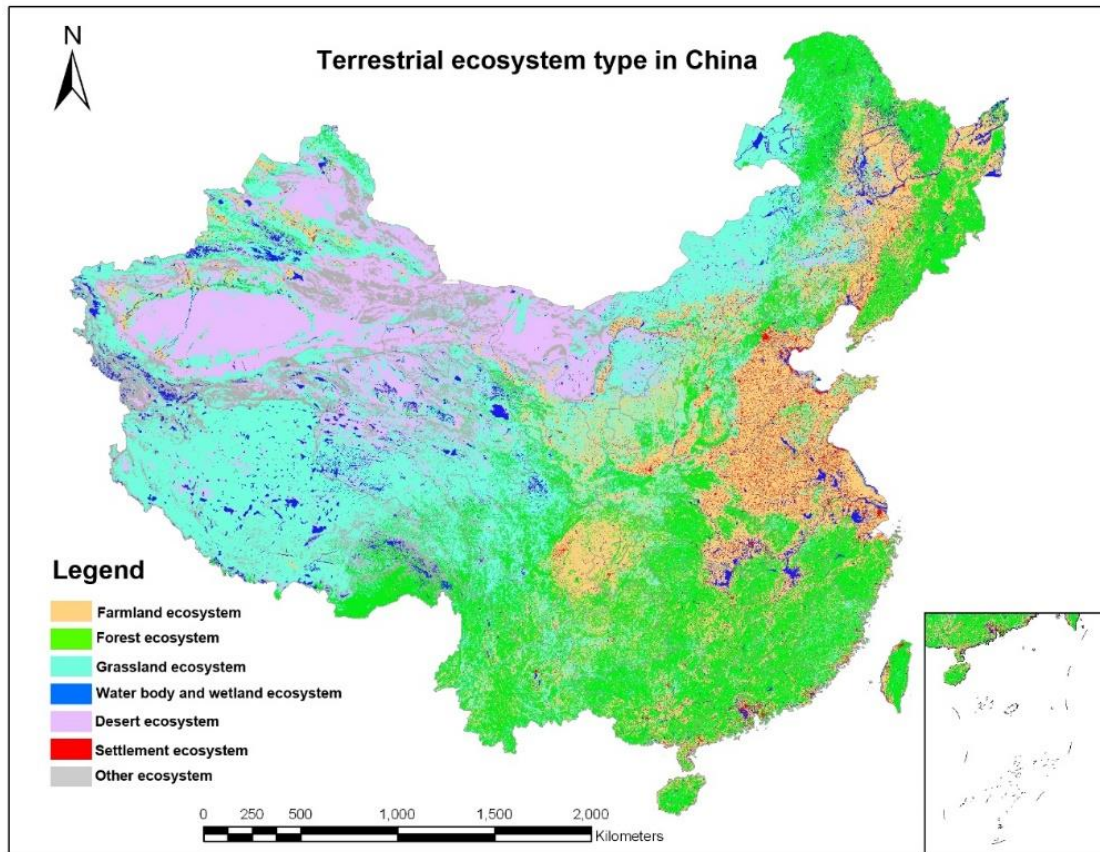 N
Terrestrial ecosystem type in China
Legend
Farmland ecosystem
Forest ecosystem
Grassland ecosystem
Water body and wetland ecosystem
Desert ecosystem
Settlement ecosystem
Other ecosystem
0 250 500 1,000 1,500 2,000
Kilometers